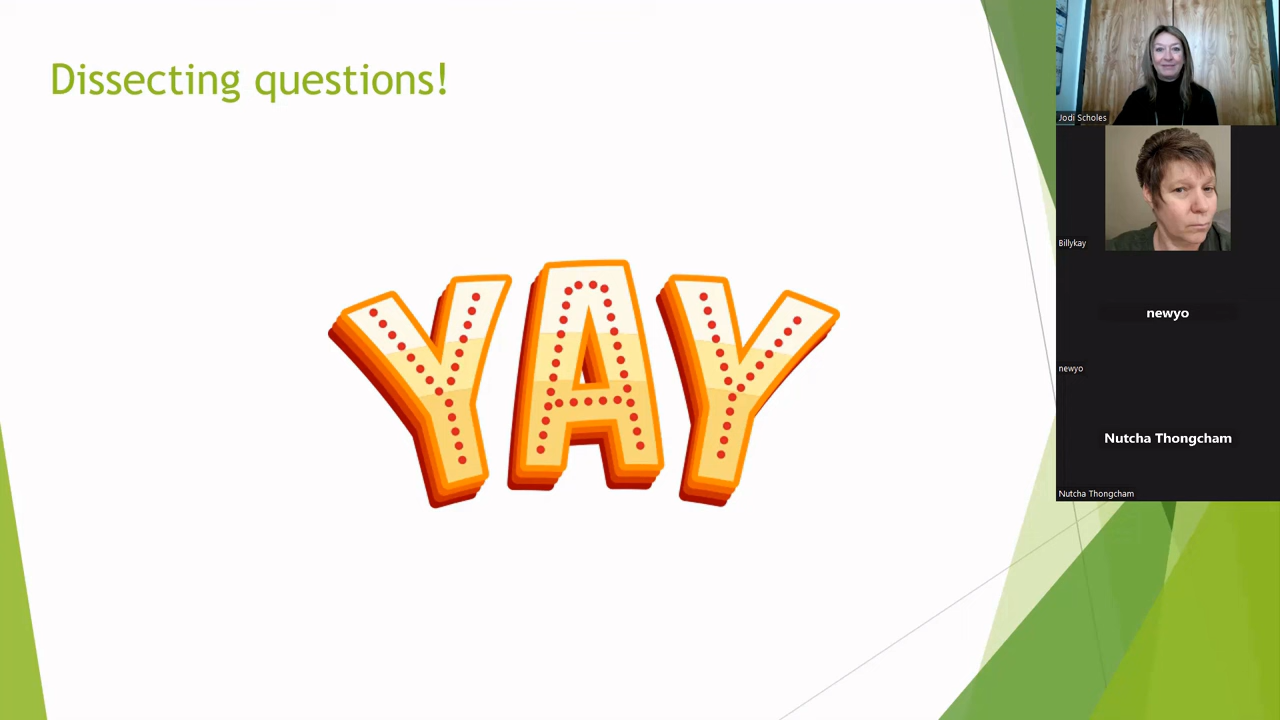 Dissecting questions!
YAY
Jodi Scholes
Billykay
newyo
newyo
Nutcha Thongcham
Nutcha Thongcham